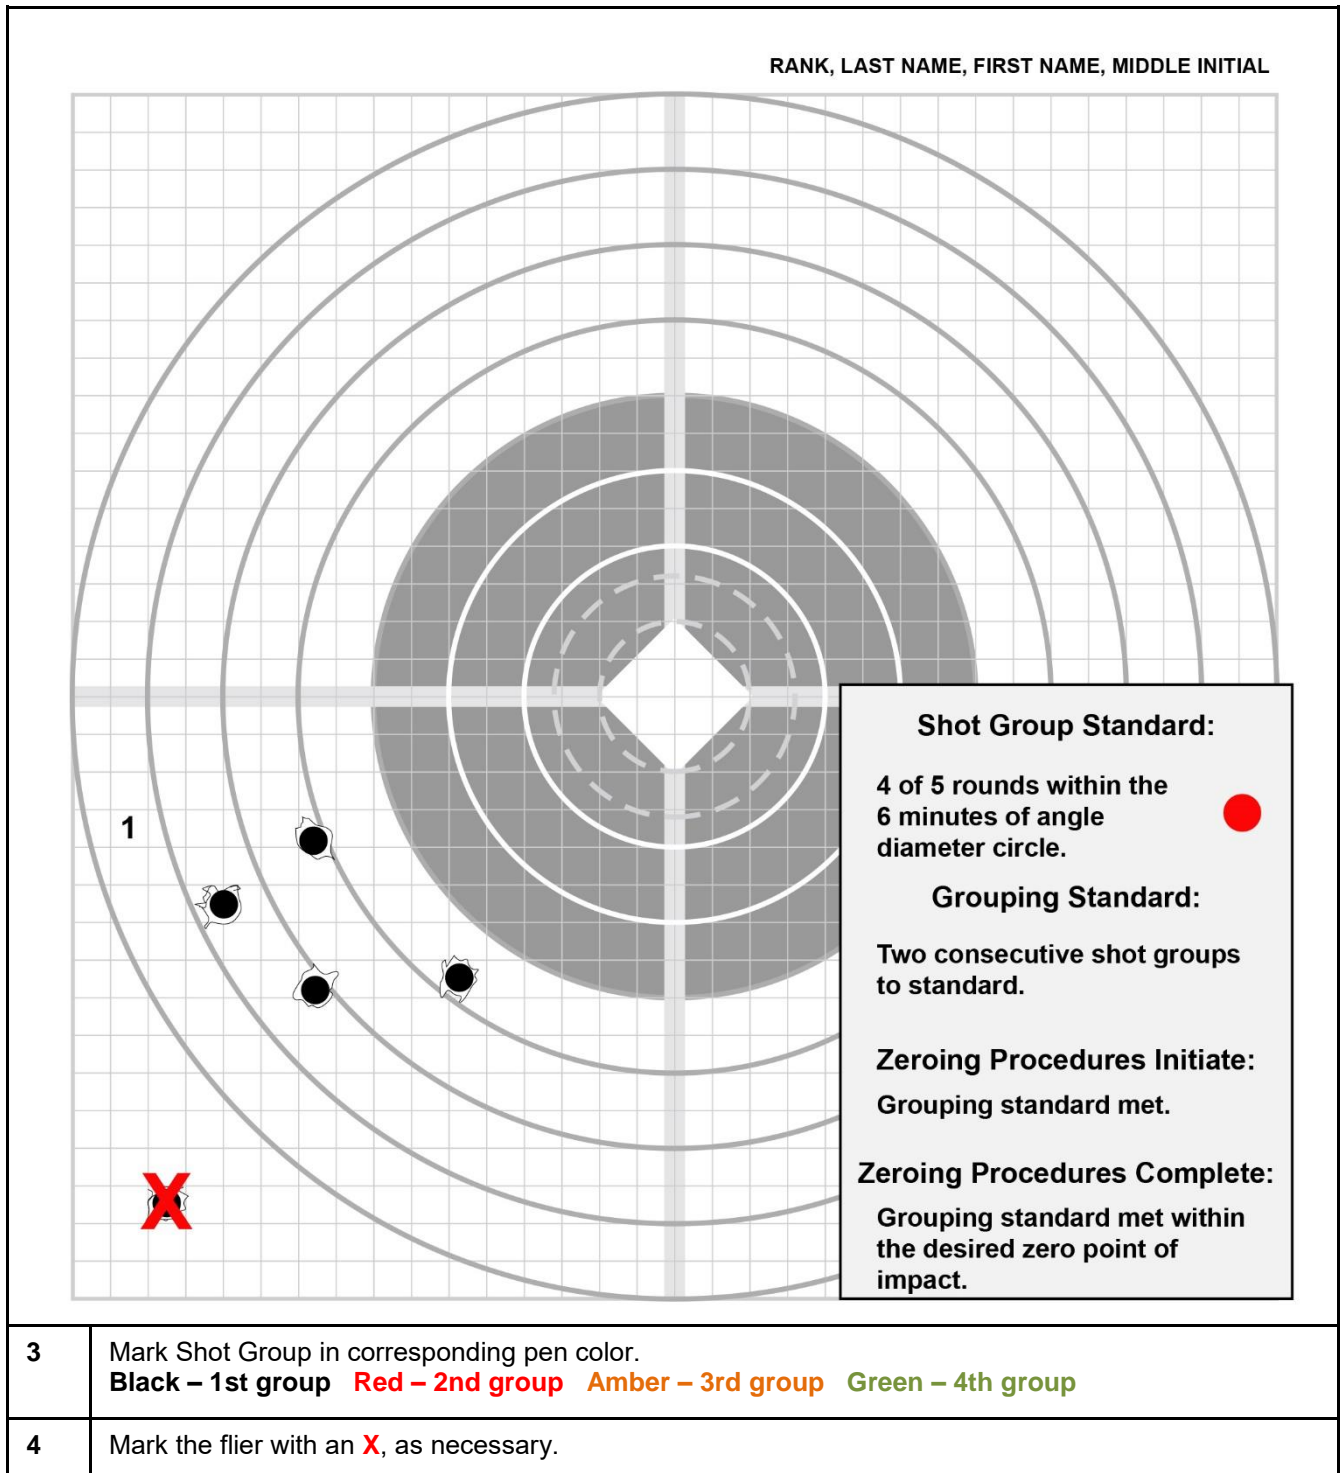 RANK, LAST NAME, FIRST NAME, MIDDLE INITIAL
1
X
Shot Group Standard:
4 of 5 rounds within the
6 minutes of angle
diameter circle.
Grouping Standard:
Two consecutive shot groups
to standard.
Zeroing Procedures Initiate:
Grouping standard met.
Zeroing Procedures Complete:
Grouping standard met within
the desired zero point of
impact.
3 Mark Shot Group in corresponding pen color.
Black – 1st group Red – 2nd group Amber – 3rd group Green – 4th group
4 Mark the flier with an X, as necessary.